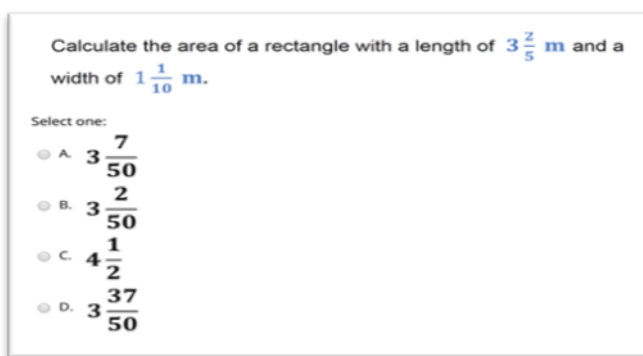 Calculate the area of a rectangle with a length of 3 2/5 m and a
width of 1 1/10 m.
Select one:
A. 3 7/50
B. 3 2/50
C. 4 1/2
D. 3 37/50